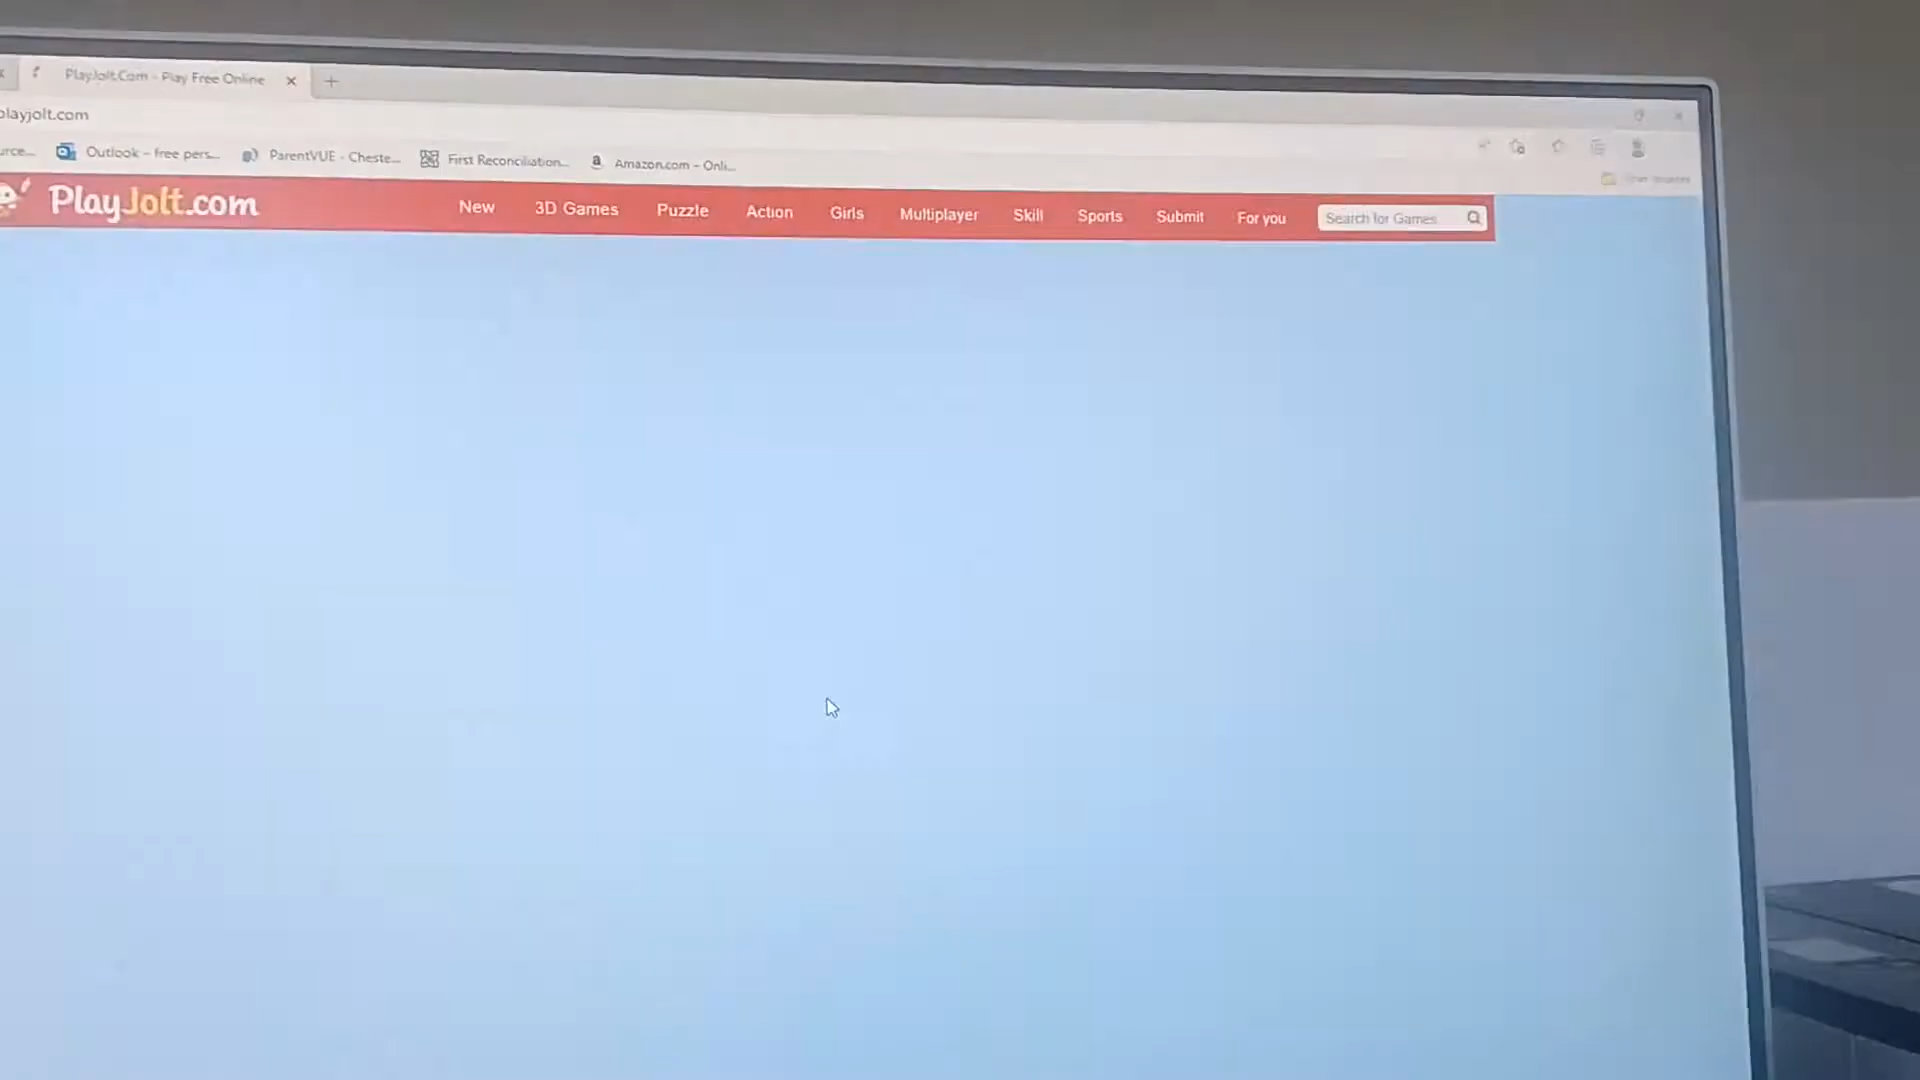 PlayJolt.Com - Play Free Online
playjolt.com
Outlook – free pers...
ParentVUE - Cheste...
First Reconciliation...
Amazon.com – Onli...
PlayJolt.com
New
3D Games
Puzzle
Action
Girls
Multiplayer
Skill
Sports
Submit
For you
Search for Games